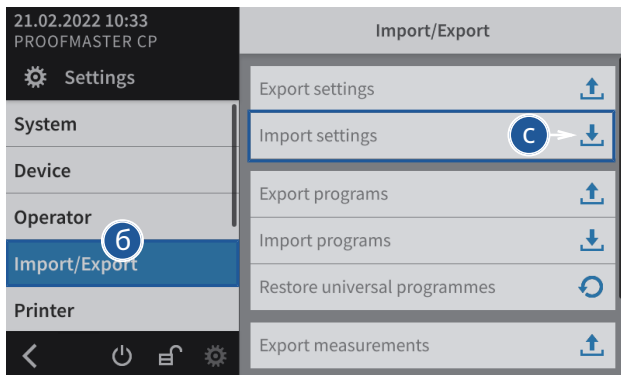 21.02.2022 10:33
PROOFMASTER CP
Settings
System
Device
Operator
б
Import/Export
Printer
Import/Export
Export settings
Import settings
с
Export programs
Import programs
Restore universal programmes
Export measurements